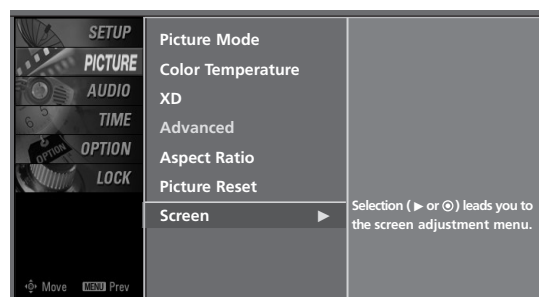 SETUP
PICTURE
AUDIO
TIME
OPTION
LOCK
Move MENU Prev
Picture Mode
Color Temperature
XD
Advanced
Aspect Ratio
Picture Reset
Screen ▶
Selection ( ▶ or ⊙ ) leads you to
the screen adjustment menu.